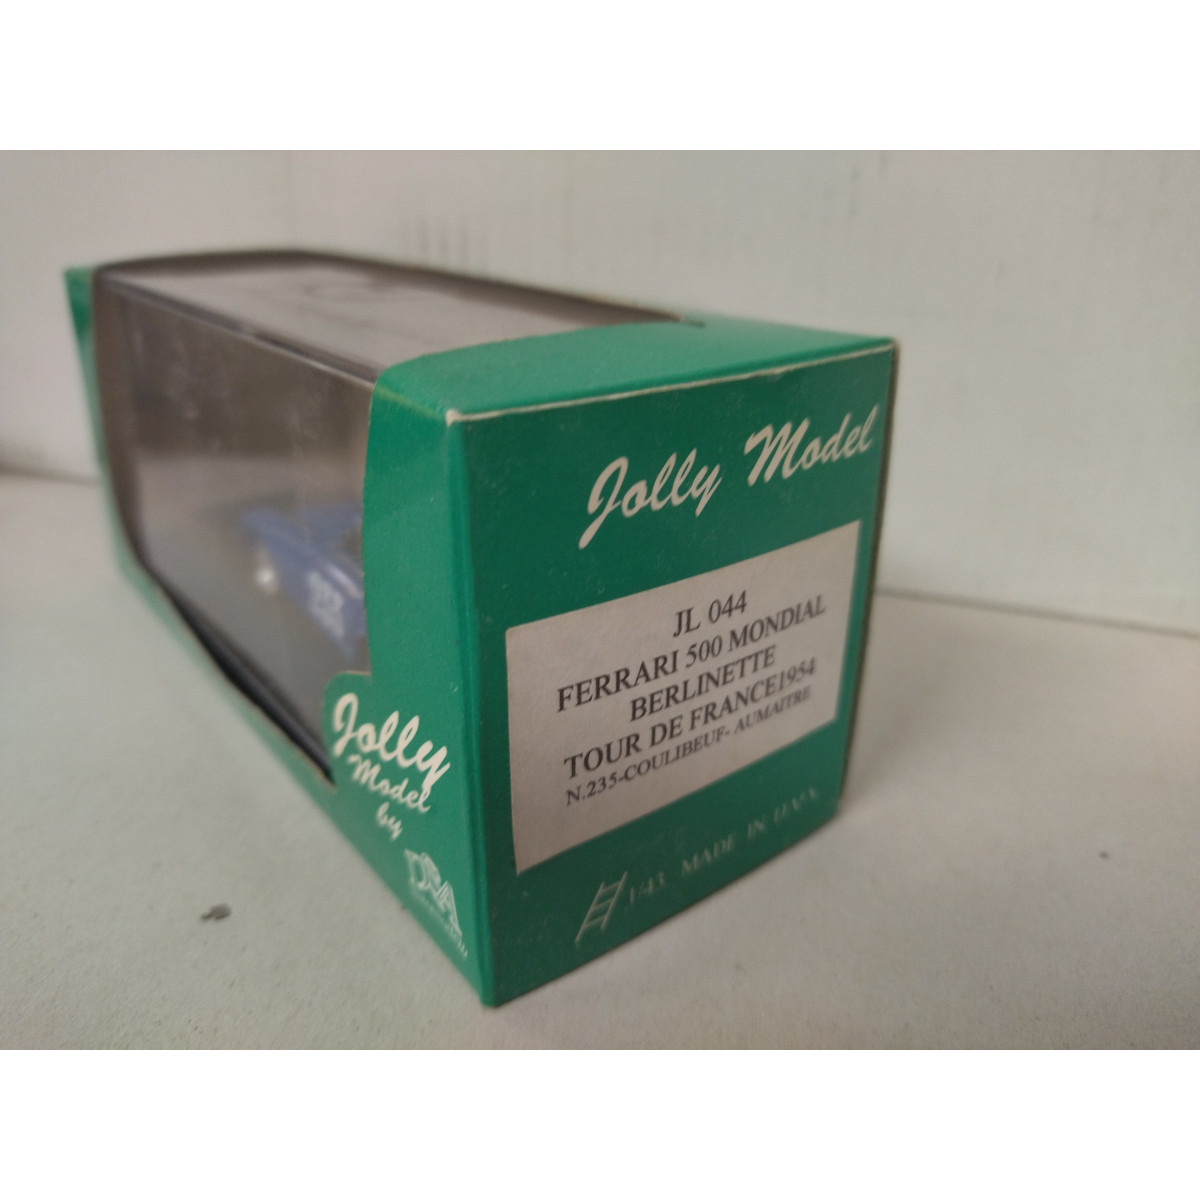 Jolly Model
JL 044
FERRARI 500 MONDIAL
BERLINETTE
TOUR DE FRANCE1954
N.235-COULIBEUF- AUMAITRE
1/43 MADE IN
Jolly
Model
by